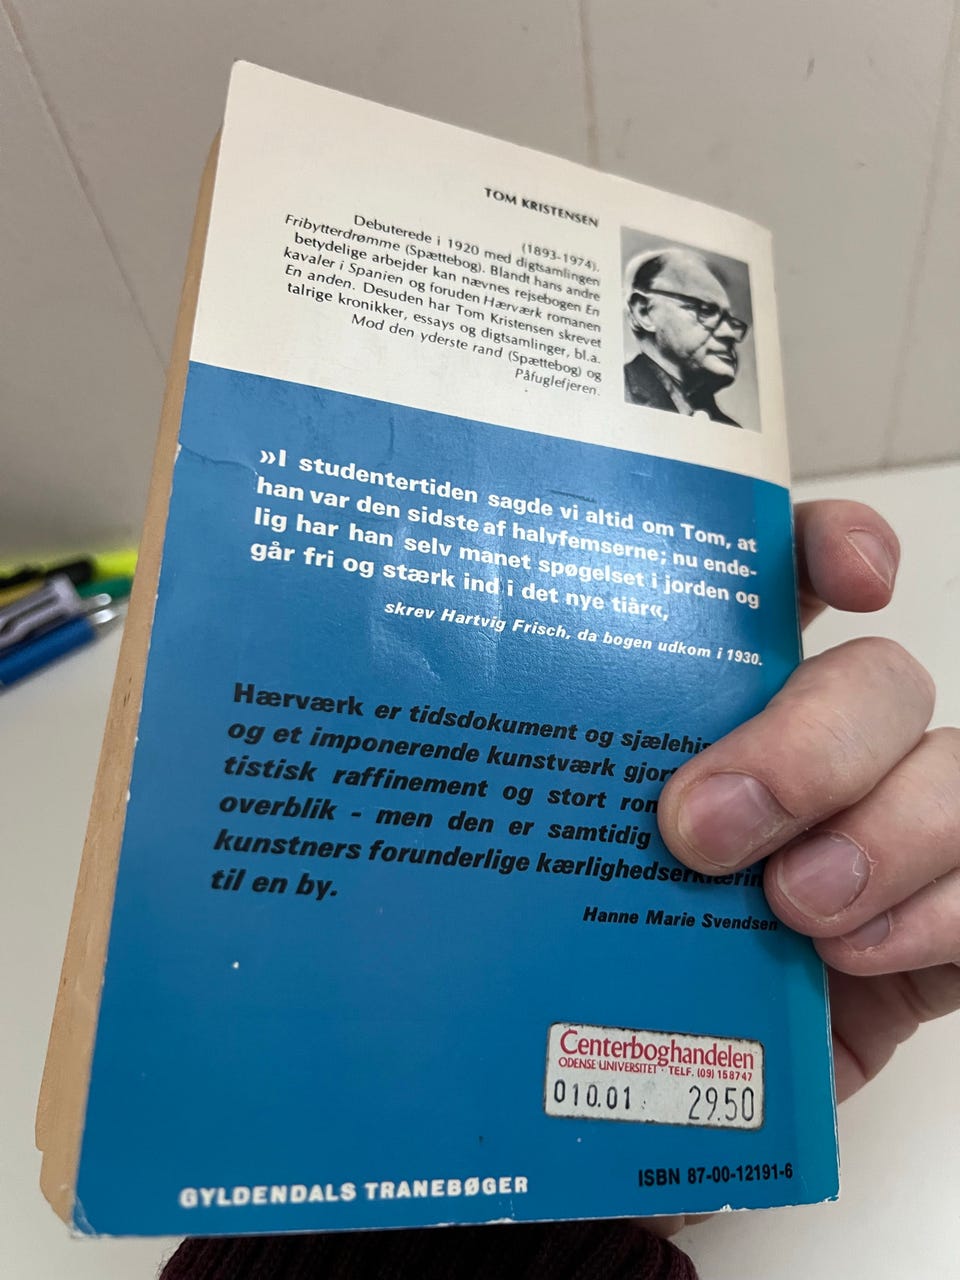 TOM KRISTENSEN
(1893-1974).
Debuterede i 1920 med digtsamlingen
Fribytterdrømme (Spættebog). Blandt hans andre
betydelige arbejder kan nævnes rejsebogen En
kavaler i Spanien og foruden Hærværk romanen
En anden. Desuden har Tom Kristensen skrevet
talrige kronikker, essays og digtsamlinger, bl.a.
Mod den yderste rand (Spættebog) og
Påfuglefjeren.
»I studentertiden sagde vi altid om Tom, at
han var den sidste af halvfemserne; nu ende-
lig har han selv manet spøgelset i jorden og
går fri og stærk ind i det nye tiår«,
skrev Hartvig Frisch, da bogen udkom i 1930.
Hærværk er tidsdokument og
og et imponerende kunstværk
tistisk raffinement og stort
overblik - men den er samtidig
kunstners forunderlige
til en by.
Hanne Marie Svendsen
Centerboghandelen
ODENSE UNIVERSITET · TELF. (09) 158747
010.01 29.50
GYLDENDALS TRANEBØGER
ISBN 87-00-12191-6